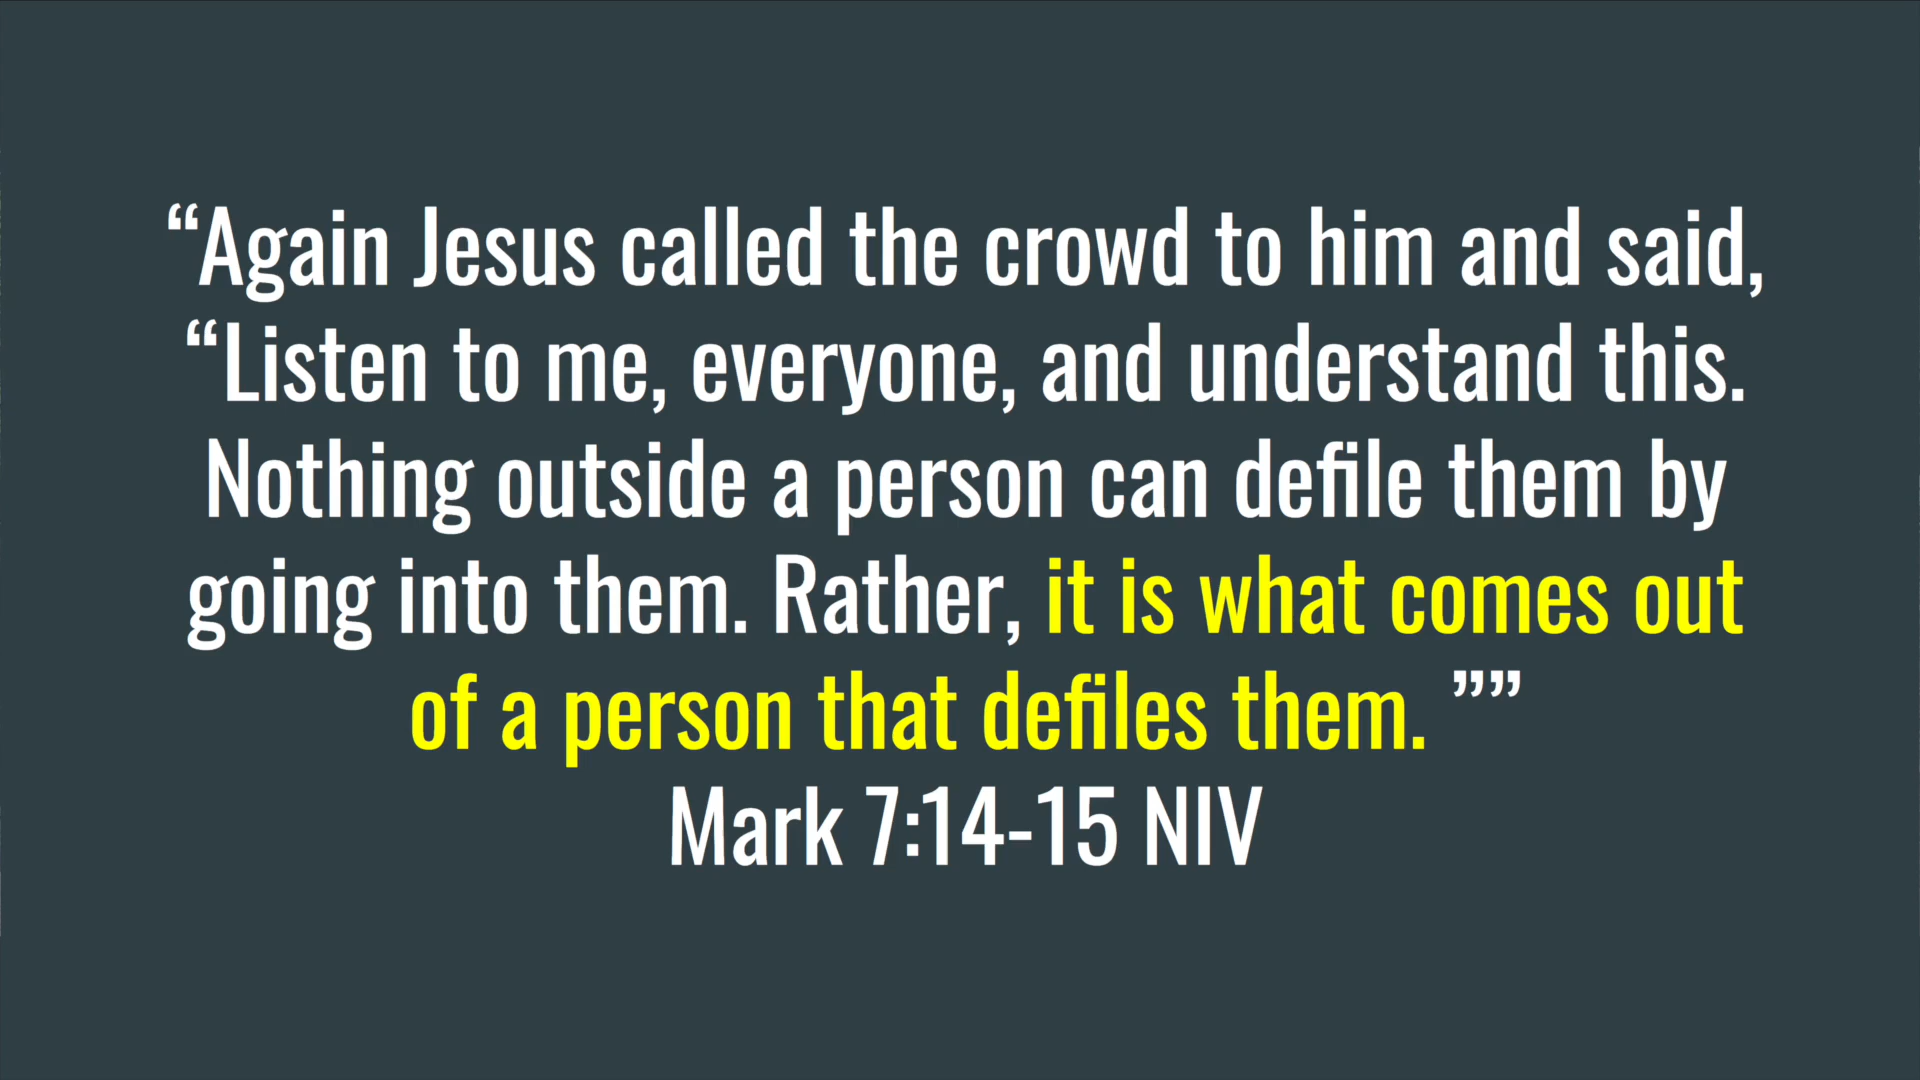 “Again Jesus called the crowd to him and said,
“Listen to me, everyone, and understand this.
Nothing outside a person can defile them by
going into them. Rather, it is what comes out
of a person that defiles them. ””
Mark 7:14-15 NIV